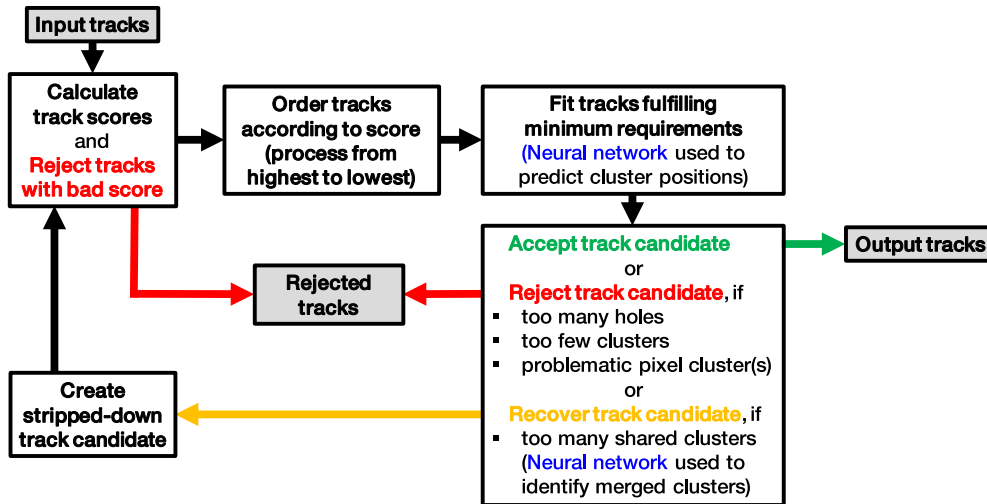 Input tracks
Calculate
track scores
and
Reject tracks
with bad score
Order tracks
according to score
(process from
highest to lowest)
Fit tracks fulfilling
minimum requirements
(Neural network used to
predict cluster positions)
Accept track candidate
or
Reject track candidate, if
▪ too many holes
▪ too few clusters
▪ problematic pixel cluster(s)
or
Recover track candidate, if
▪ too many shared clusters
(Neural network used to
identify merged clusters)
Output tracks
Rejected
tracks
Create
stripped-down
track candidate